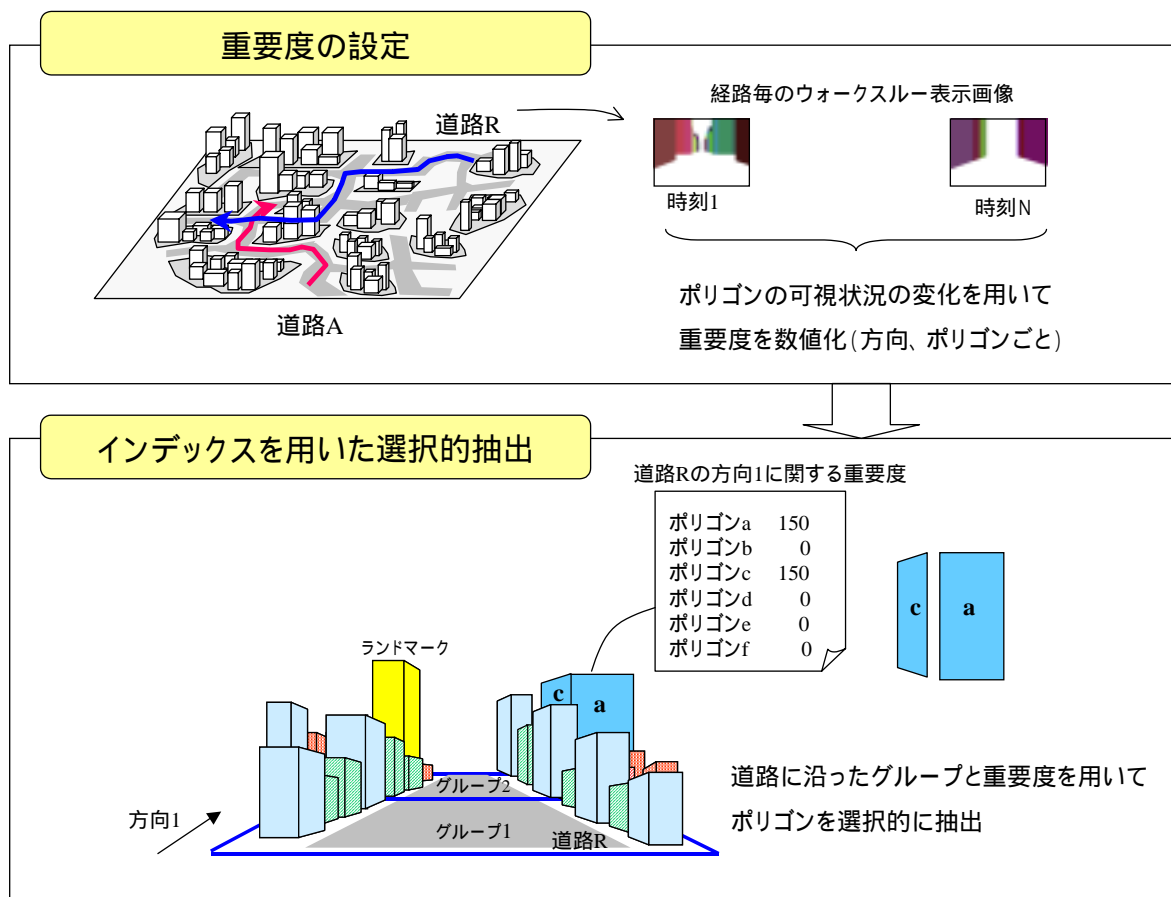 重要度の設定
道路R
道路A
経路毎のウォークスルー表示画像
時刻1
時刻N
ポリゴンの可視状況の変化を用いて
重要度を数値化(方向、ポリゴンごと)
インデックスを用いた選択的抽出
道路Rの方向1に関する重要度
ポリゴンa 150
ポリゴンb 0
ポリゴンc 150
ポリゴンd 0
ポリゴンe 0
ポリゴンf 0
c a
ランドマーク
c a
グループ2
グループ1
道路R
方向1
道路に沿ったグループと重要度を用いて
ポリゴンを選択的に抽出